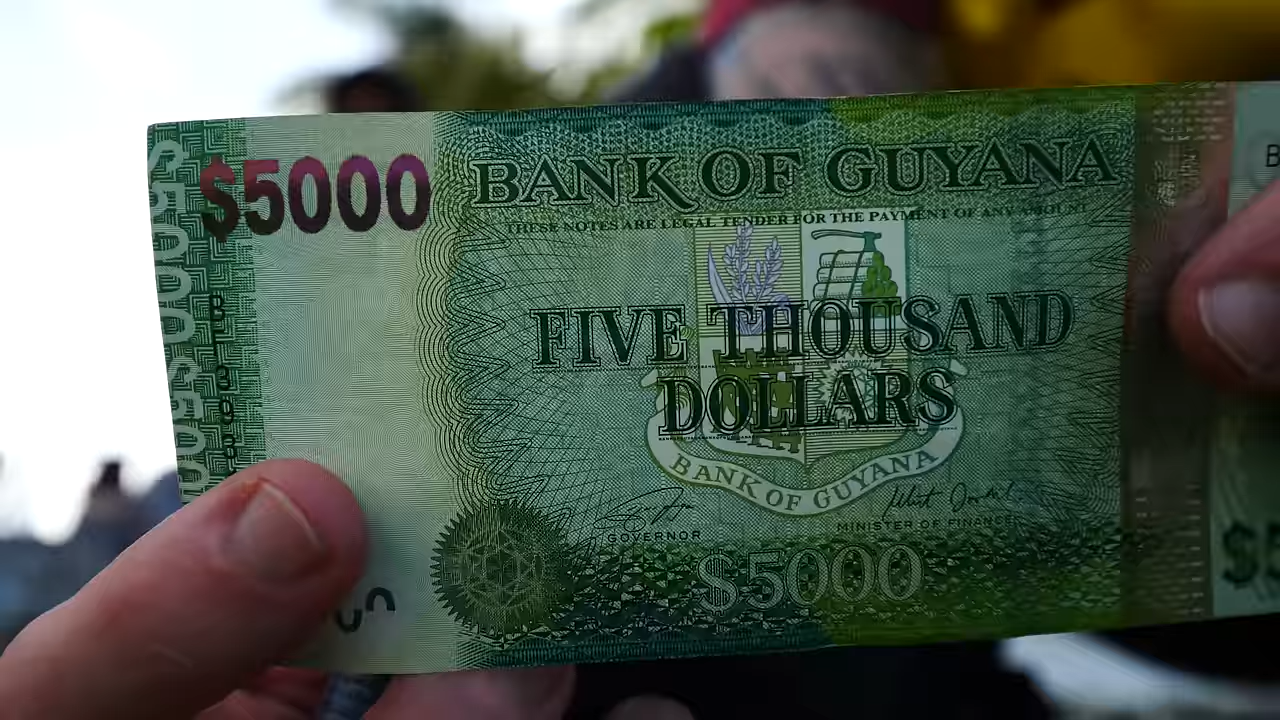 $5000
BANK OF GUYANA
THESE NOTES ARE LEGAL TENDER FOR THE PAYMENT OF ANY AMOUNT
FIVE THOUSAND
DOLLARS
BANK OF GUYANA
GOVERNOR
MINISTER OF FINANCE
$5000
$5000